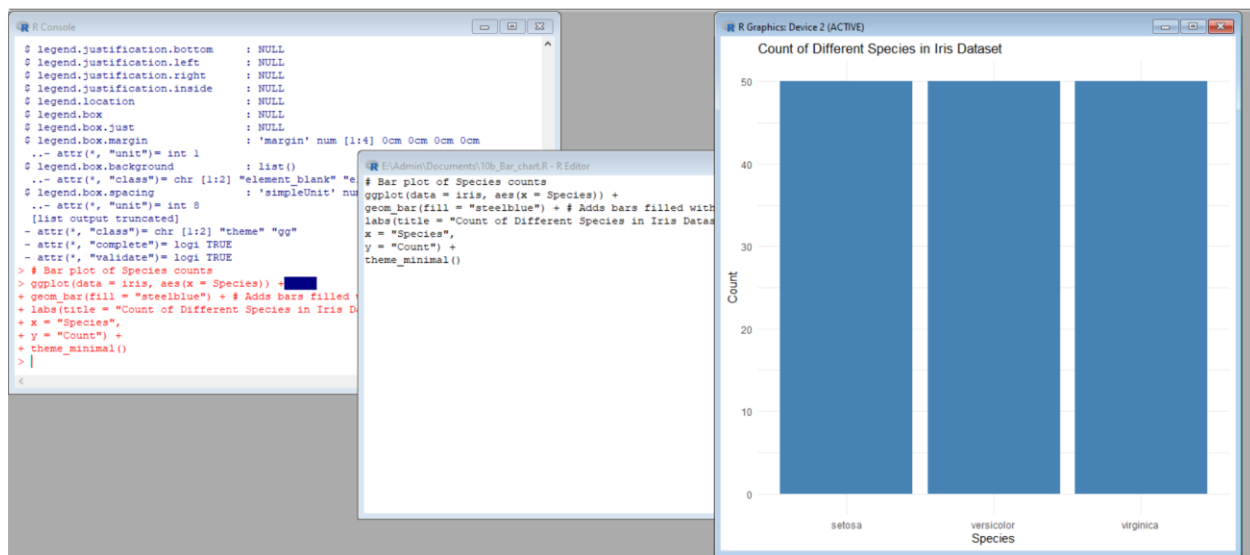 R Console
$ legend.justification.bottom : NULL
$ legend.justification.left : NULL
$ legend.justification.right : NULL
$ legend.justification.inside : NULL
$ legend.location : NULL
$ legend.box : NULL
$ legend.box.just : NULL
$ legend.box.margin : 'margin' num [1:4] 0cm 0cm 0cm 0cm
..- attr(*, "unit")= int 1
$ legend.box.background : list()
..- attr(*, "class")= chr [1:2] "element_blank" "e
$ legend.box.spacing : 'simpleUnit' nu
..- attr(*, "unit")= int 8
[list output truncated]
- attr(*, "class")= chr [1:2] "theme" "gg"
- attr(*, "complete")= logi TRUE
- attr(*, "validate")= logi TRUE
> # Bar plot of Species counts
> ggplot(data = iris, aes(x = Species)) +
+ geom_bar(fill = "steelblue") + # Adds bars filled
+ labs(title = "Count of Different Species in Iris
+ x = "Species",
+ y = "Count") +
+ theme_minimal()
>
E:\Admin\Documents\10b_Bar_chart.R - R Editor
# Bar plot of Species counts
ggplot(data = iris, aes(x = Species)) +
geom_bar(fill = "steelblue") + # Adds bars filled with
labs(title = "Count of Different Species in Iris Datas
x = "Species",
y = "Count") +
theme_minimal()
R Graphics: Device 2 (ACTIVE)
Count of Different Species in Iris Dataset
50
40
30
20
10
0
Count
setosa versicolor virginica
Species